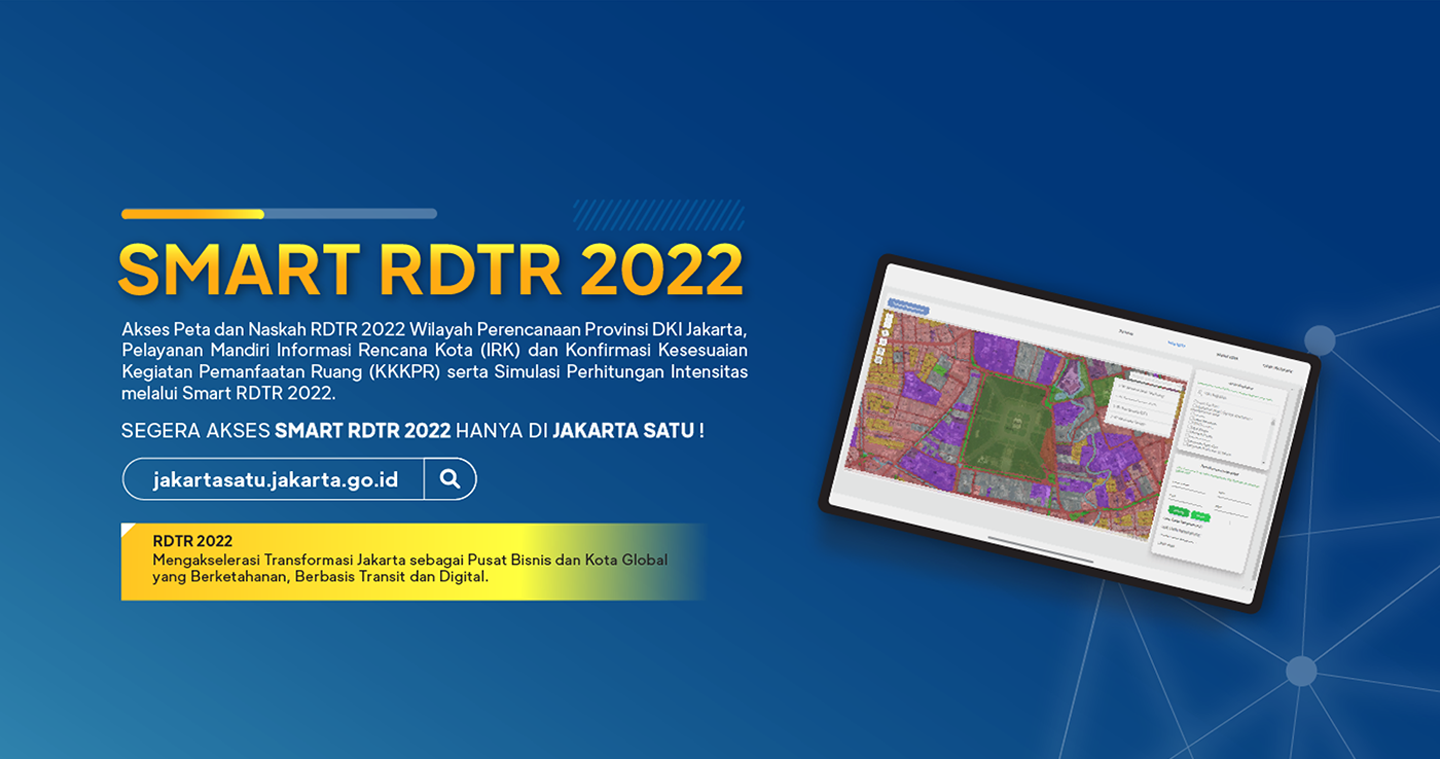 SMART RDTR 2022
Akses Peta dan Naskah RDTR 2022 Wilayah Perencanaan Provinsi DKI Jakarta,
Pelayanan Mandiri Informasi Rencana Kota (IRK) dan Konfirmasi Kesesuaian
Kegiatan Pemanfaatan Ruang (KKKPR) serta Simulasi Perhitungan Intensitas
melalui Smart RDTR 2022.
SEGERA AKSES SMART RDTR 2022 HANYA DI JAKARTA SATU !
jakartasatu.jakarta.go.id
RDTR 2022
Mengakselerasi Transformasi Jakarta sebagai Pusat Bisnis dan Kota Global
yang Berketahanan, Berbasis Transit dan Digital.